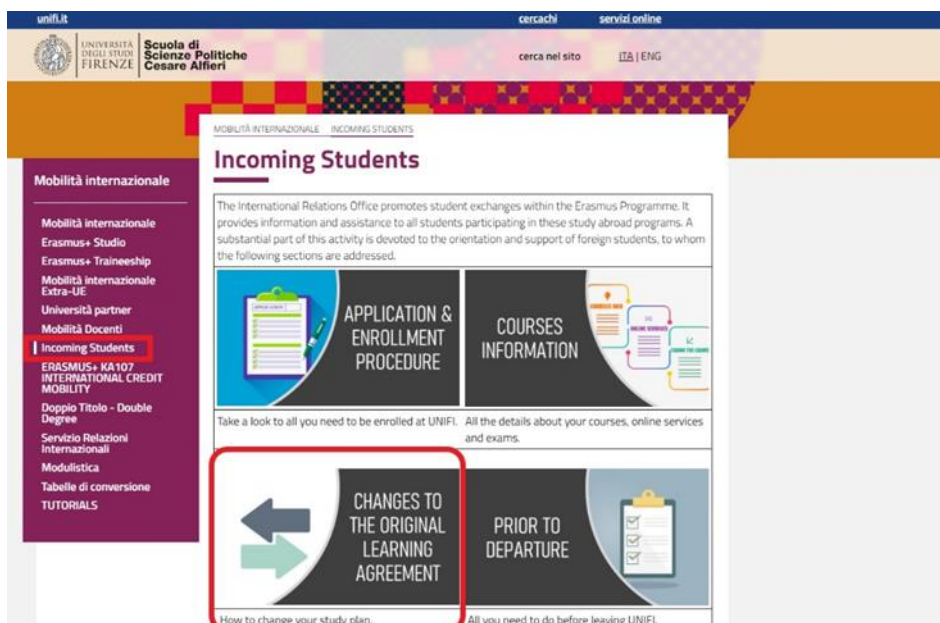 unifi.it
cercachi
servizi online
UNIVERSITÀ
DEGLI STUDI
FIRENZE
Scuola di
Scienze Politiche
Cesare Alfieri
cerca nel sito
ITA | ENG
MOBILITÀ INTERNAZIONALE
INCOMING STUDENTS
Incoming Students
Mobilità internazionale
Mobilità internazionale
Erasmus+ Studio
Erasmus+ Traineeship
Mobilità internazionale
Extra-UE
Università partner
Mobilità Docenti
Incoming Students
ERASMUS+ KA107
INTERNATIONAL CREDIT
MOBILITY
Doppio Titolo - Double
Degree
Servizio Relazioni
Internazionali
Modulistica
Tabelle di conversione
TUTORIALS
The International Relations Office promotes student exchanges within the Erasmus Programme. It
provides information and assistance to all students participating in these study abroad programs. A
substantial part of this activity is devoted to the orientation and support of foreign students, to whom
the following sections are addressed.
APPLICATION &
ENROLLMENT
PROCEDURE
COURSES
INFORMATION
Take a look to all you need to be enrolled at UNIFI.
All the details about your courses, online services
and exams.
CHANGES TO
THE ORIGINAL
LEARNING
AGREEMENT
PRIOR TO
DEPARTURE
How to change your study plan.
All you need to do before leaving UNIFI.